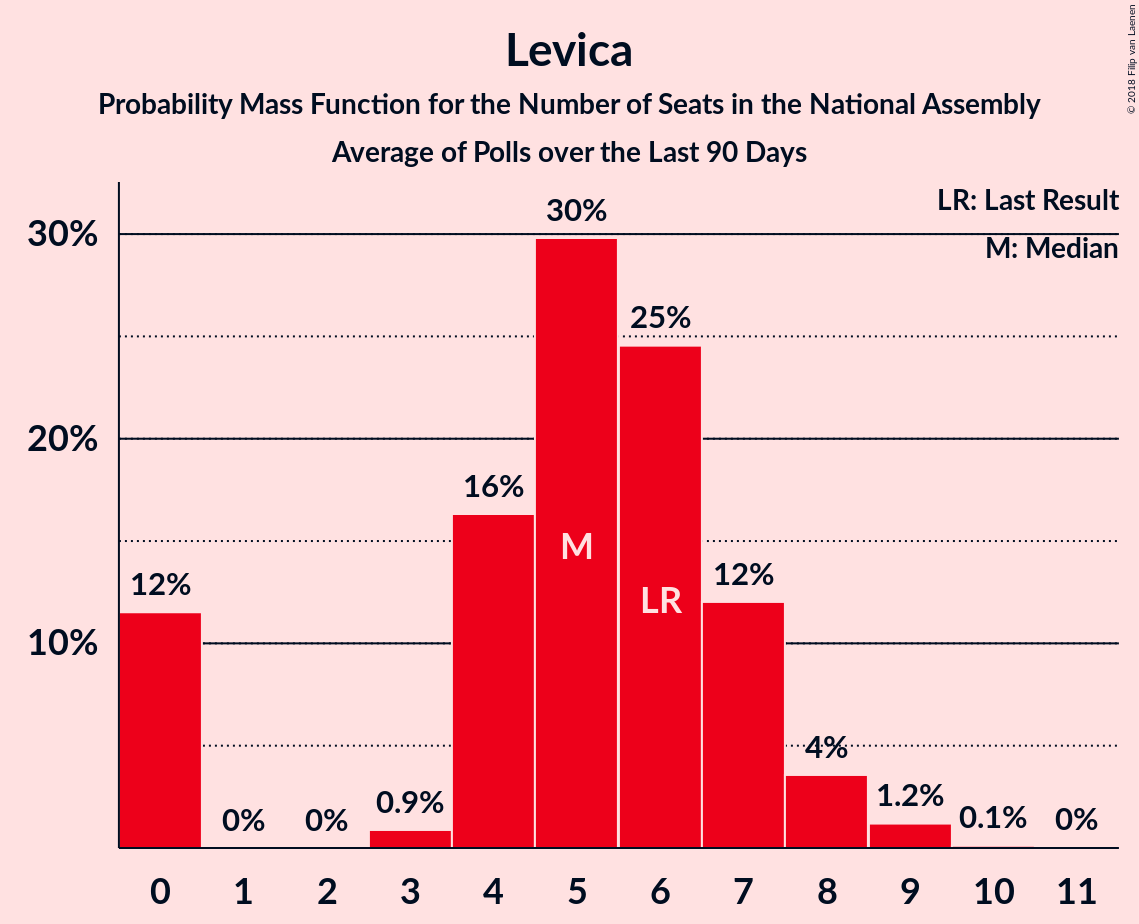 Levica
Probability Mass Function for the Number of Seats in the National Assembly
Average of Polls over the Last 90 Days
© 2018 Filip van Laenen
LR: Last Result
M: Median
30%
20%
10%
12%
0%
0%
0.9%
16%
30%
25%
12%
4%
1.2%
0.1%
0%
M
LR
0 1 2 3 4 5 6 7 8 9 10 11